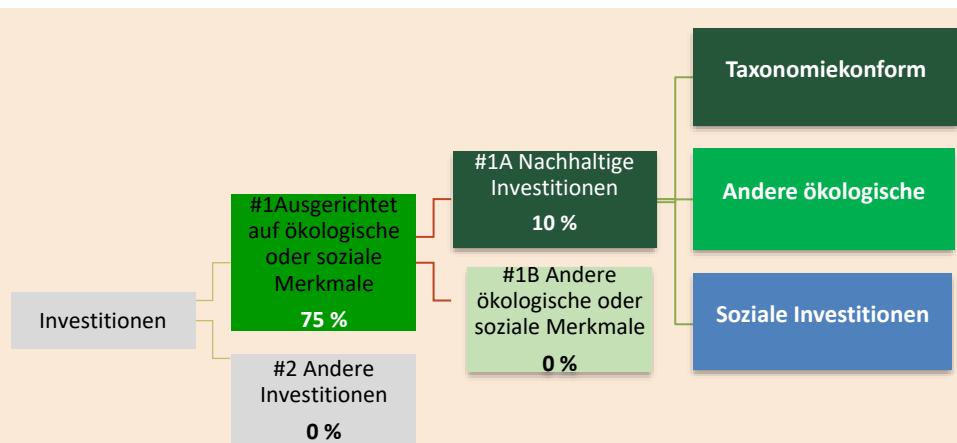 Investitionen
#1Ausgerichtet
auf ökologische
oder soziale
Merkmale
75 %
#2 Andere
Investitionen
0 %
#1A Nachhaltige
Investitionen
10 %
#1B Andere
ökologische oder
soziale Merkmale
0 %
Taxonomiekonform
Andere ökologische
Soziale Investitionen